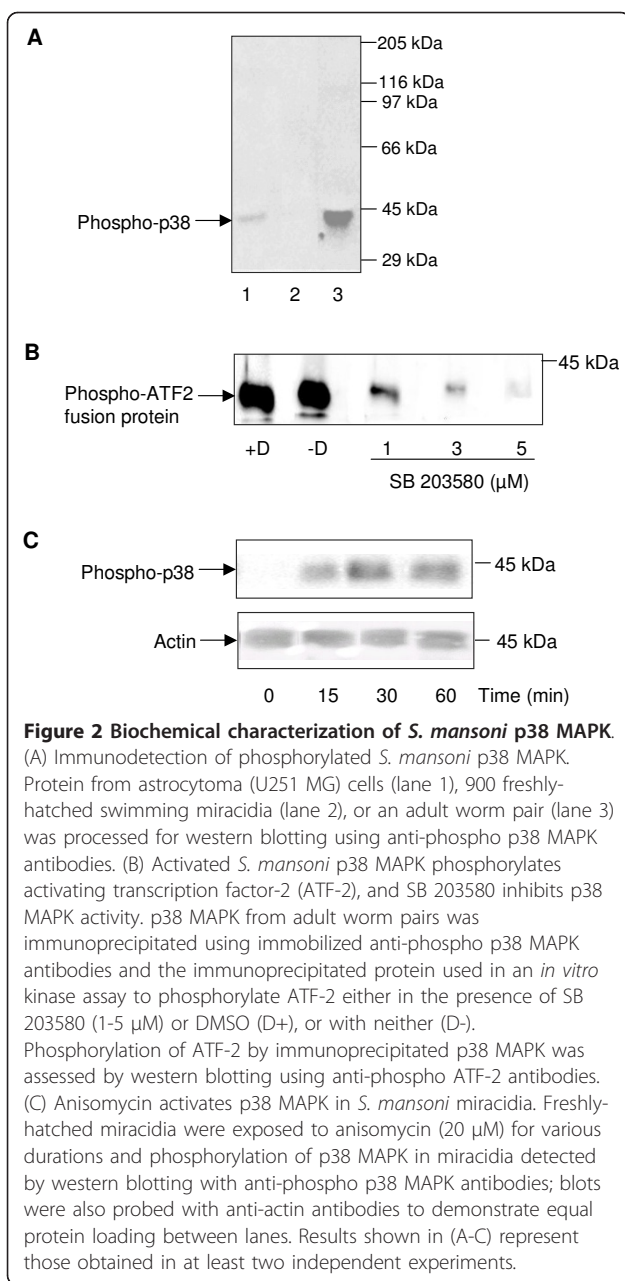 A
205 kDa
116 kDa
97 kDa
66 kDa
45 kDa
Phospho-p38
29 kDa
1 2 3
B
45 kDa
Phospho-ATF2
fusion protein
+D -D 1 3 5
SB 203580 (µM)
C
Phospho-p38
45 kDa
Actin
45 kDa
0 15 30 60 Time (min)
Figure 2 Biochemical characterization of S. mansoni p38 MAPK.
(A) Immunodetection of phosphorylated S. mansoni p38 MAPK.
Protein from astrocytoma (U251 MG) cells (lane 1), 900 freshly-
hatched swimming miracidia (lane 2), or an adult worm pair (lane 3)
was processed for western blotting using anti-phospho p38 MAPK
antibodies. (B) Activated S. mansoni p38 MAPK phosphorylates
activating transcription factor-2 (ATF-2), and SB 203580 inhibits p38
MAPK activity. p38 MAPK from adult worm pairs was
immunoprecipitated using immobilized anti-phospho p38 MAPK
antibodies and the immunoprecipitated protein used in an in vitro
kinase assay to phosphorylate ATF-2 either in the presence of SB
203580 (1-5 µM) or DMSO (D+), or with neither (D-).
Phosphorylation of ATF-2 by immunoprecipitated p38 MAPK was
assessed by western blotting using anti-phospho ATF-2 antibodies.
(C) Anisomycin activates p38 MAPK in S. mansoni miracidia. Freshly-
hatched miracidia were exposed to anisomycin (20 µM) for various
durations and phosphorylation of p38 MAPK in miracidia detected
by western blotting with anti-phospho p38 MAPK antibodies; blots
were also probed with anti-actin antibodies to demonstrate equal
protein loading between lanes. Results shown in (A-C) represent
those obtained in at least two independent experiments.